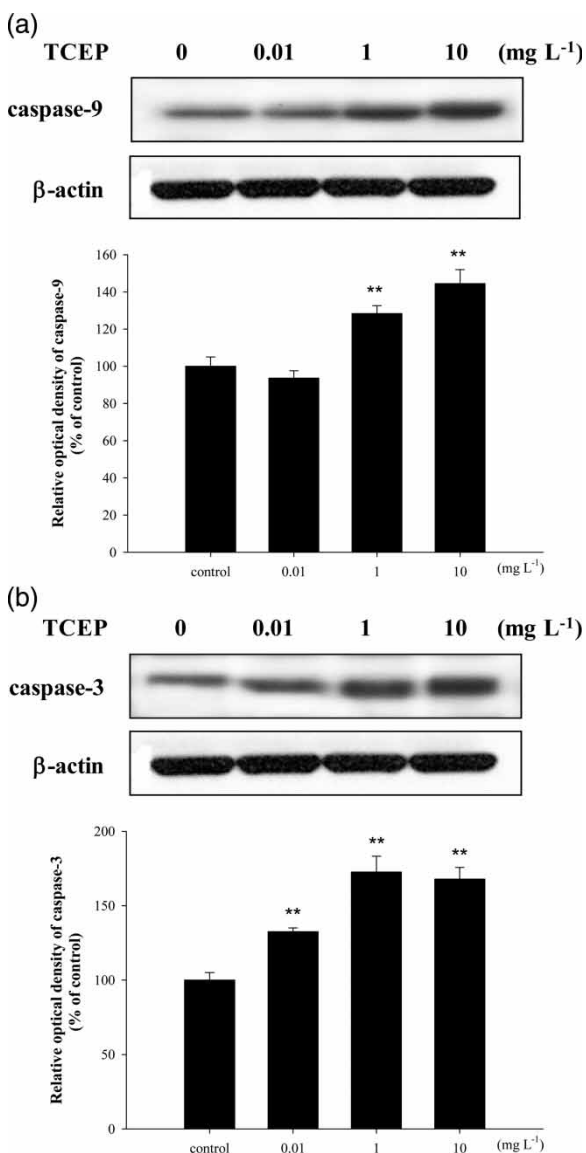 (a)
TCEP 0 0.01 1 10 (mg L⁻¹)
caspase-9
β-actin
Relative optical density of caspase-9
(% of control)
160
140
120
100
80
60
40
20
0
** **
control 0.01 1 10 (mg L⁻¹)
(b)
TCEP 0 0.01 1 10 (mg L⁻¹)
caspase-3
β-actin
Relative optical density of caspase-3
(% of control)
200
150
100
50
0
** ** **
control 0.01 1 10 (mg L⁻¹)